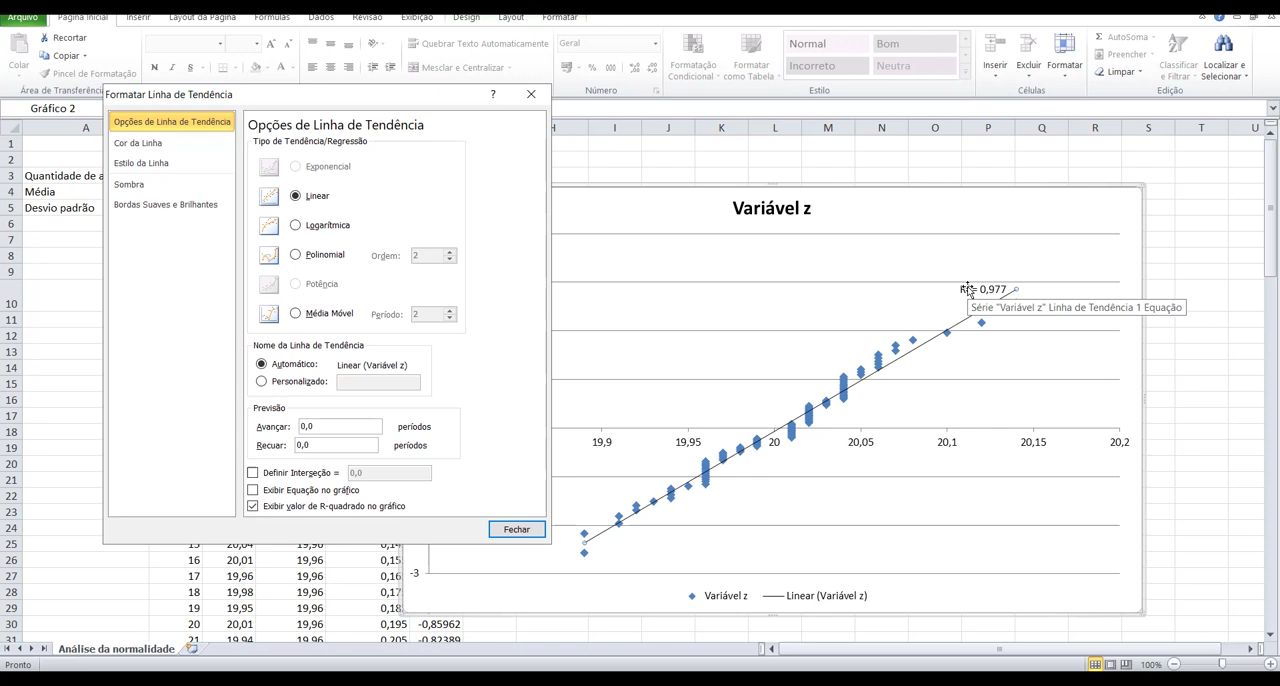 Arquivo Página Inicial Inserir Layout da Página Fórmulas Dados Revisão Exibição Design Layout Formatar
Colar
Recortar
Copiar
Pincel de Formatação
Área de Transferênci
N I S A
Quebrar Texto Automaticamente
Mesclar e Centralizar
Geral
% 000
Número
Formatação Condicional
Formatar como Tabela
Normal Bom
Incorreto Neutra
Estilo
Inserir Excluir Formatar
Células
Σ AutoSoma
Preencher
Limpar
Classificar e Filtrar
Localizar e Selecionar
Edição
Gráfico 2
A H I J K L M N O P Q R S T U
1
2
3 Quantidade de a
4 Média
5 Desvio padrão
6
7
8
9
10
11
12
13
14
15
16
17
18
19
20
21
22
23
24
25 15 20,04 19,96 0,14
26 16 20,01 19,96 0,15
27 17 19,96 19,96 0,16
28 18 19,98 19,96 0,17
29 19 19,95 19,96 0,18
30 20 20,01 19,96 0,195 -0,85962
31 21 19,94 19,96 0,205 -0,82389
Formatar Linha de Tendência ?
Opções de Linha de Tendência
Cor da Linha
Estilo da Linha
Sombra
Bordas Suaves e Brilhantes
Opções de Linha de Tendência
Tipo de Tendência/Regressão
Exponencial
Linear
Logarítmica
Polinomial Ordem: 2
Potência
Média Móvel Período: 2
Nome da Linha de Tendência
Automático: Linear (Variável z)
Personalizado:
Previsão
Avançar: 0,0 períodos
Recuar: 0,0 períodos
Definir Interseção = 0,0
Exibir Equação no gráfico
Exibir valor de R-quadrado no gráfico
Fechar
Variável z
= 0,977
Série "Variável z" Linha de Tendência 1 Equação
19,9 19,95 20 20,05 20,1 20,15 20,2
-3
Variável z Linear (Variável z)
Análise da normalidade
Pronto 100%